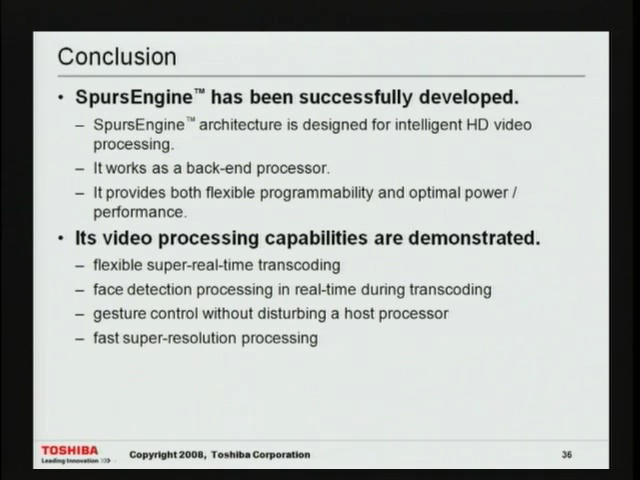 Conclusion
• SpursEngine™ has been successfully developed.
– SpursEngine™ architecture is designed for intelligent HD video
processing.
– It works as a back-end processor.
– It provides both flexible programmability and optimal power /
performance.
• Its video processing capabilities are demonstrated.
– flexible super-real-time transcoding
– face detection processing in real-time during transcoding
– gesture control without disturbing a host processor
– fast super-resolution processing
TOSHIBA
Leading Innovation >>>
Copyright 2008, Toshiba Corporation
36